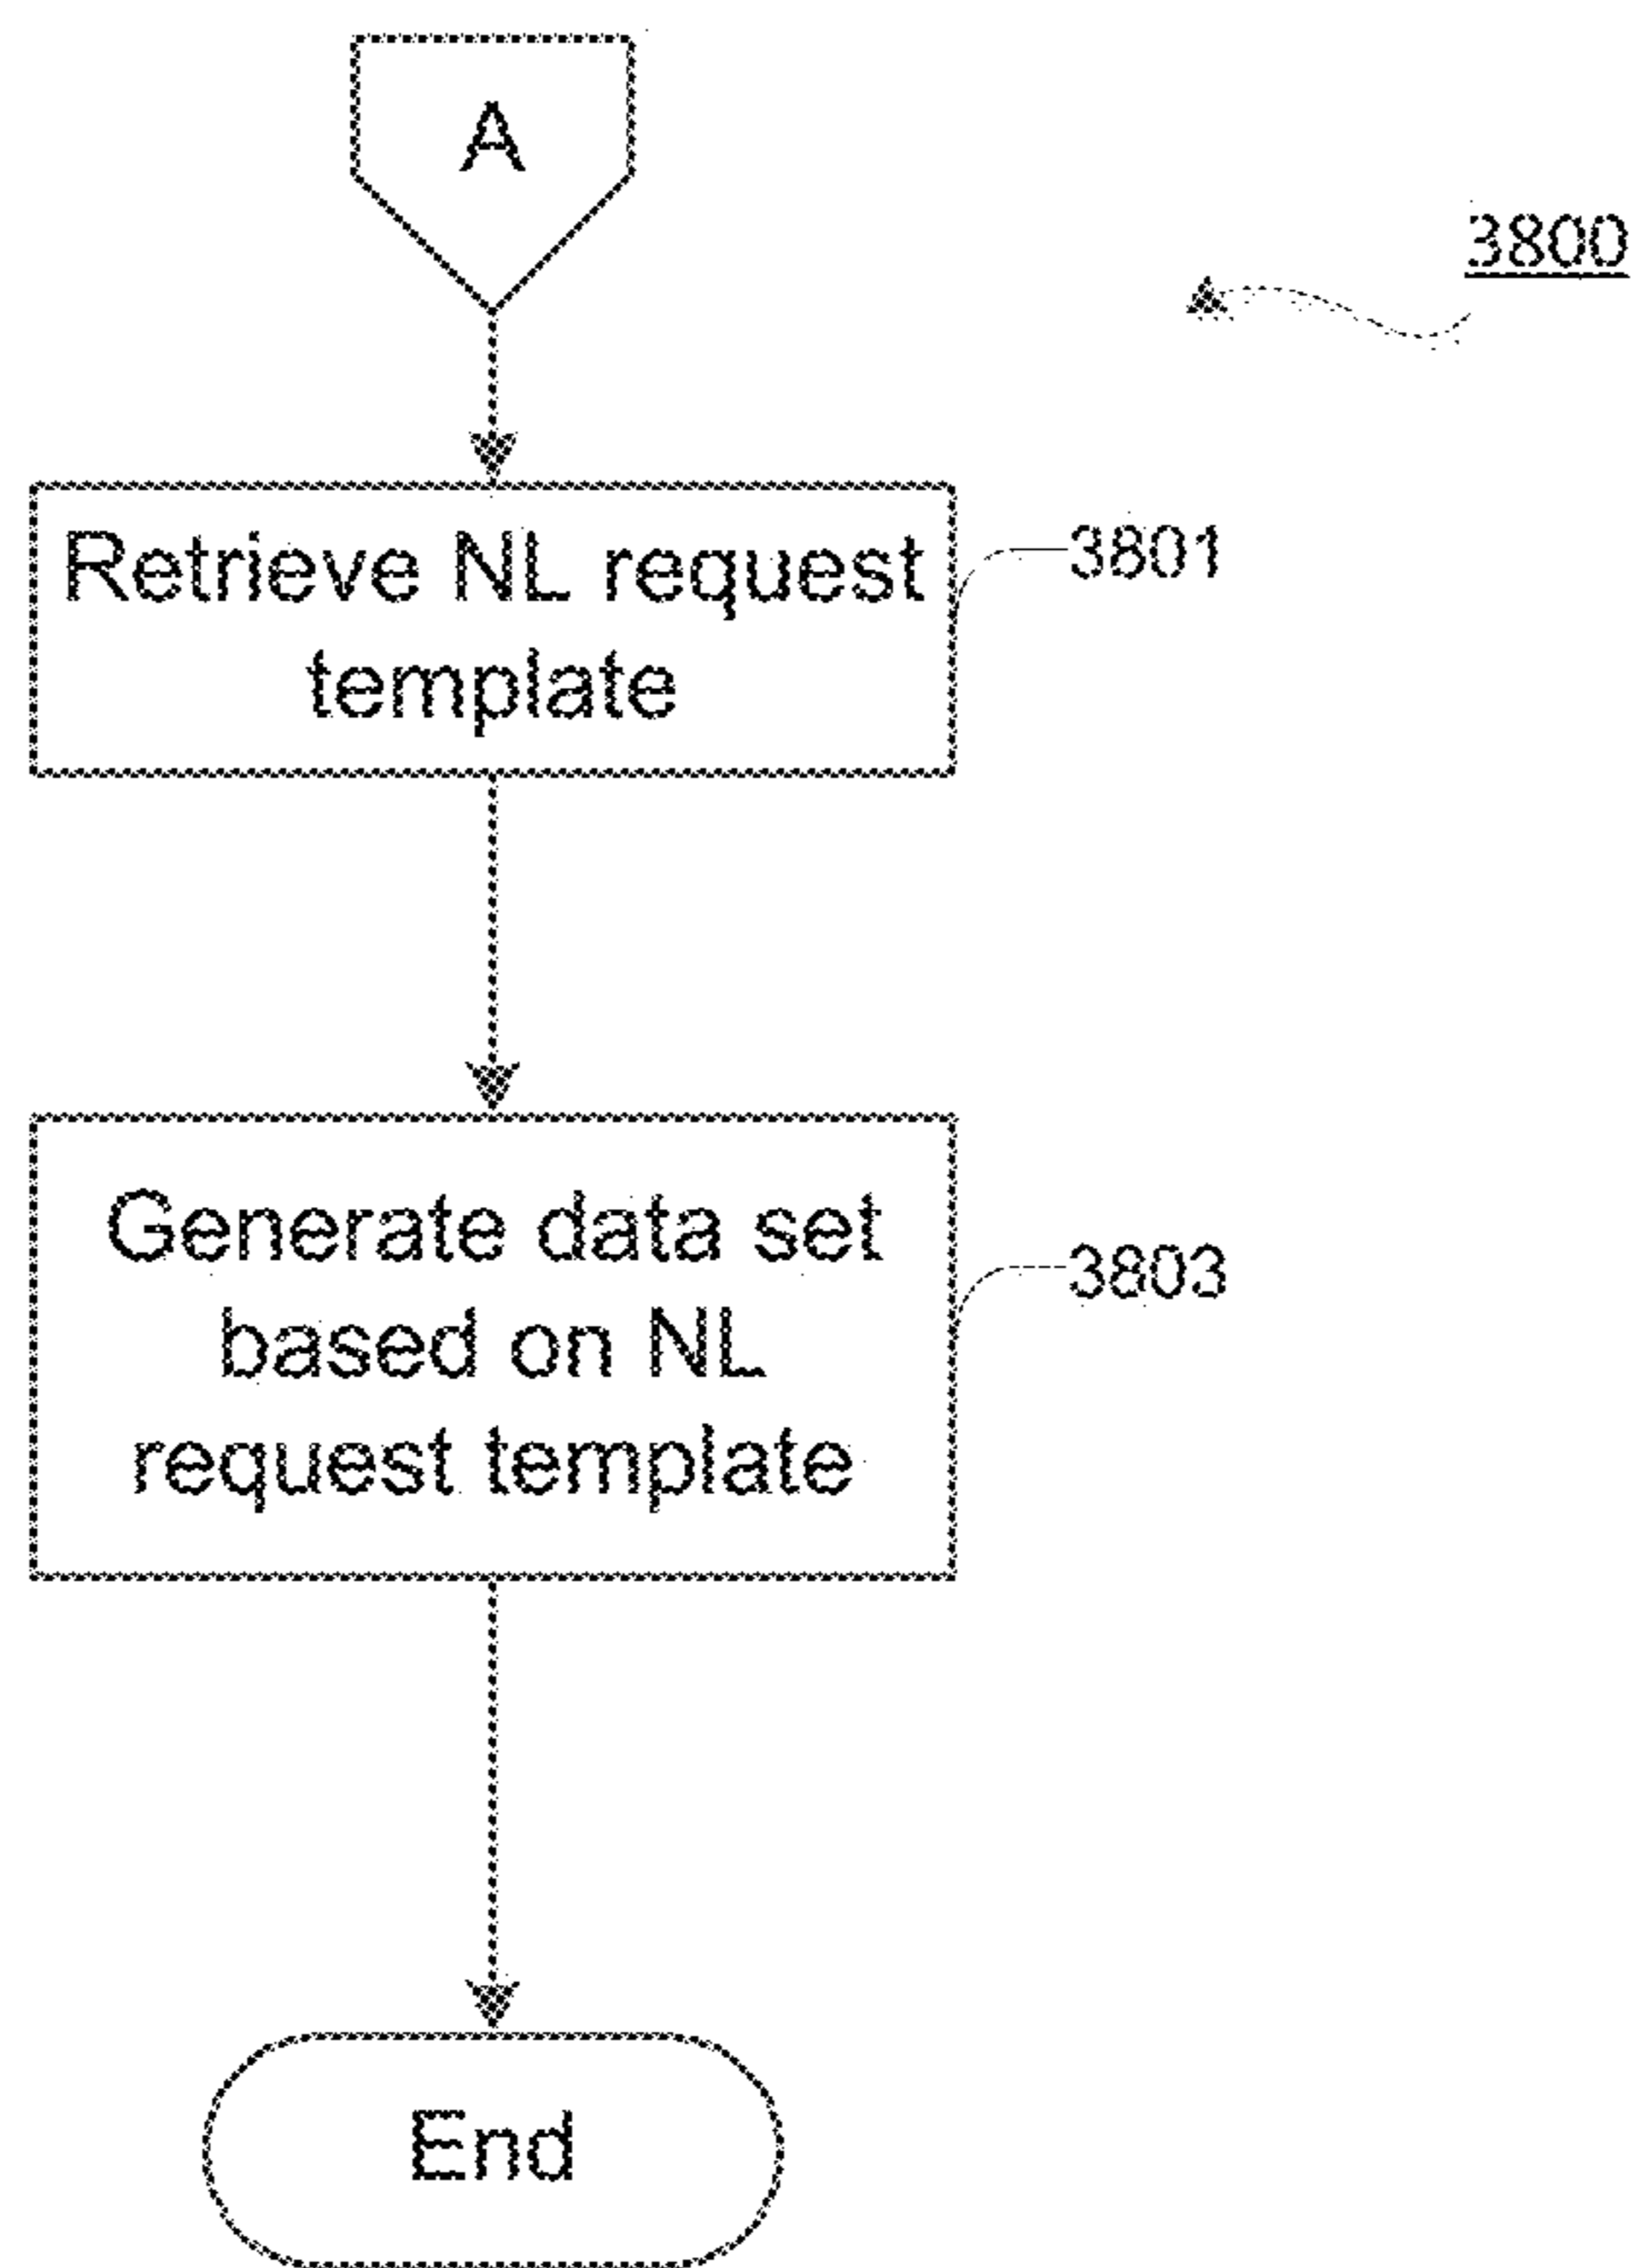 A
3800
Retrieve NL request
template
3801
Generate data set
based on NL
request template
3803
End